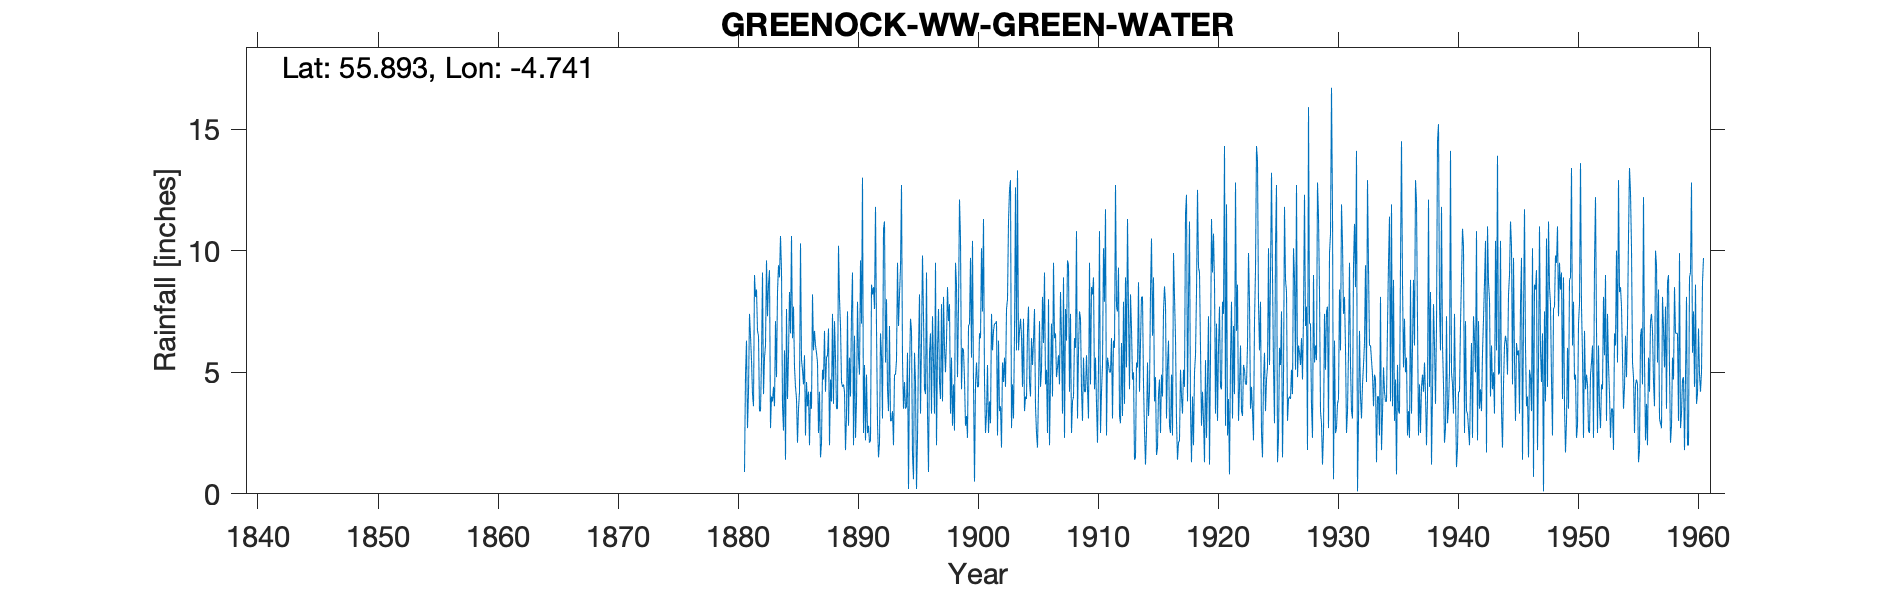 GREENOCK-WW-GREEN-WATER
Lat: 55.893, Lon: -4.741
15
10
5
0
Rainfall [inches]
1840 1850 1860 1870 1880 1890 1900 1910 1920 1930 1940 1950 1960
Year